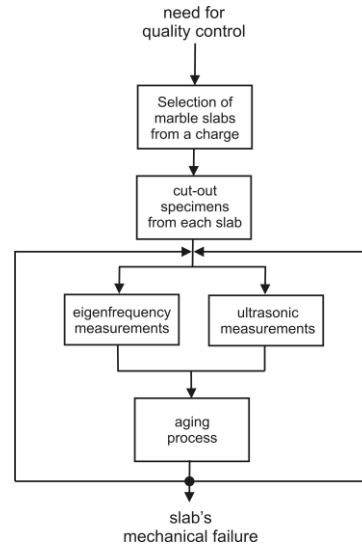 need for
quality control
Selection of
marble slabs
from a charge
cut-out
specimens
from each slab
eigenfrequency
measurements
ultrasonic
measurements
aging
process
slab's
mechanical failure